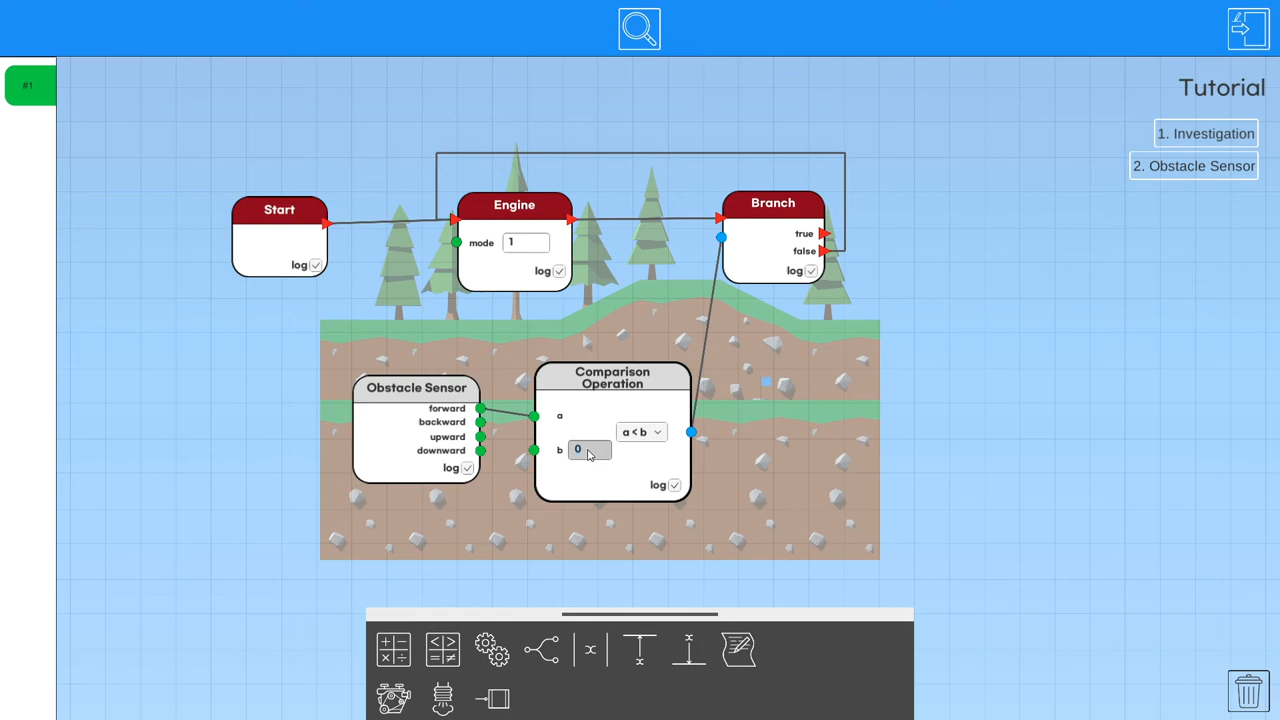 #1
Tutorial
1. Investigation
2. Obstacle Sensor
Start
log
Engine
mode 1
log
Branch
true
false
log
Obstacle Sensor
forward
backward
upward
downward
log
Comparison
Operation
a
a < b
b 0
log
+ -
× ÷
< >
= ≠
x
x
x